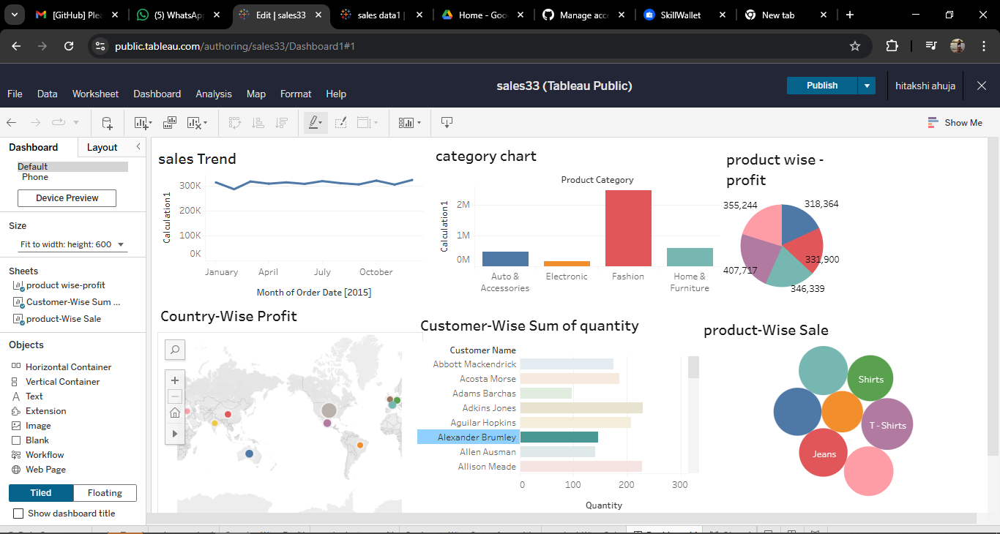 [GitHub] Plea
(5) WhatsAp
Edit | sales33
sales data1 |
Home - Goo
Manage acce
SkillWallet
New tab
public.tableau.com/authoring/sales33/Dashboard1#1
File Data Worksheet Dashboard Analysis Map Format Help
sales33 (Tableau Public)
Publish
hitakshi ahuja
Show Me
Dashboard
Layout
Default
Phone
Device Preview
Size
Fit to width: height: 600
Sheets
product wise-profit
Customer-Wise Sum ...
product-Wise Sale
Objects
Horizontal Container
Vertical Container
Text
Extension
Image
Blank
Workflow
Web Page
Tiled
Floating
Show dashboard title
sales Trend
Calculation1
300K
200K
100K
0K
January April July October
Month of Order Date [2015]
category chart
Product Category
Calculation1
2M
1M
0M
Auto &
Accessories
Electronic
Fashion
Home &
Furniture
product wise -
profit
355,244
318,364
331,900
407,717
346,339
Country-Wise Profit
Customer-Wise Sum of quantity
Customer Name
Abbott Mackendrick
Acosta Morse
Adams Barchas
Adkins Jones
Aguilar Hopkins
Alexander Brumley
Allen Ausman
Allison Meade
0 100 200 300
Quantity
product-Wise Sale
Shirts
T - Shirts
Jeans